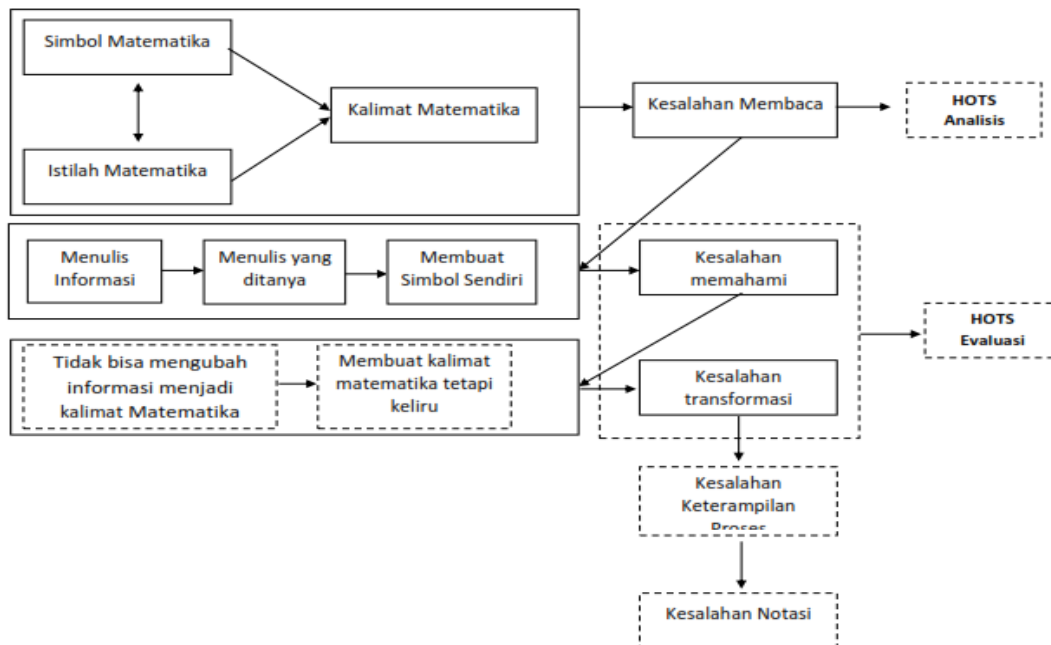 Simbol Matematika
Kalimat Matematika
Istilah Matematika
Kesalahan Membaca
HOTS
Analisis
Menulis
Informasi
Menulis yang
ditanya
Membuat
Simbol Sendiri
Kesalahan
memahami
HOTS
Evaluasi
Tidak bisa mengubah
informasi menjadi
kalimat Matematika
Membuat kalimat
matematika tetapi
keliru
Kesalahan
transformasi
Kesalahan
Keterampilan
Proses
Kesalahan Notasi